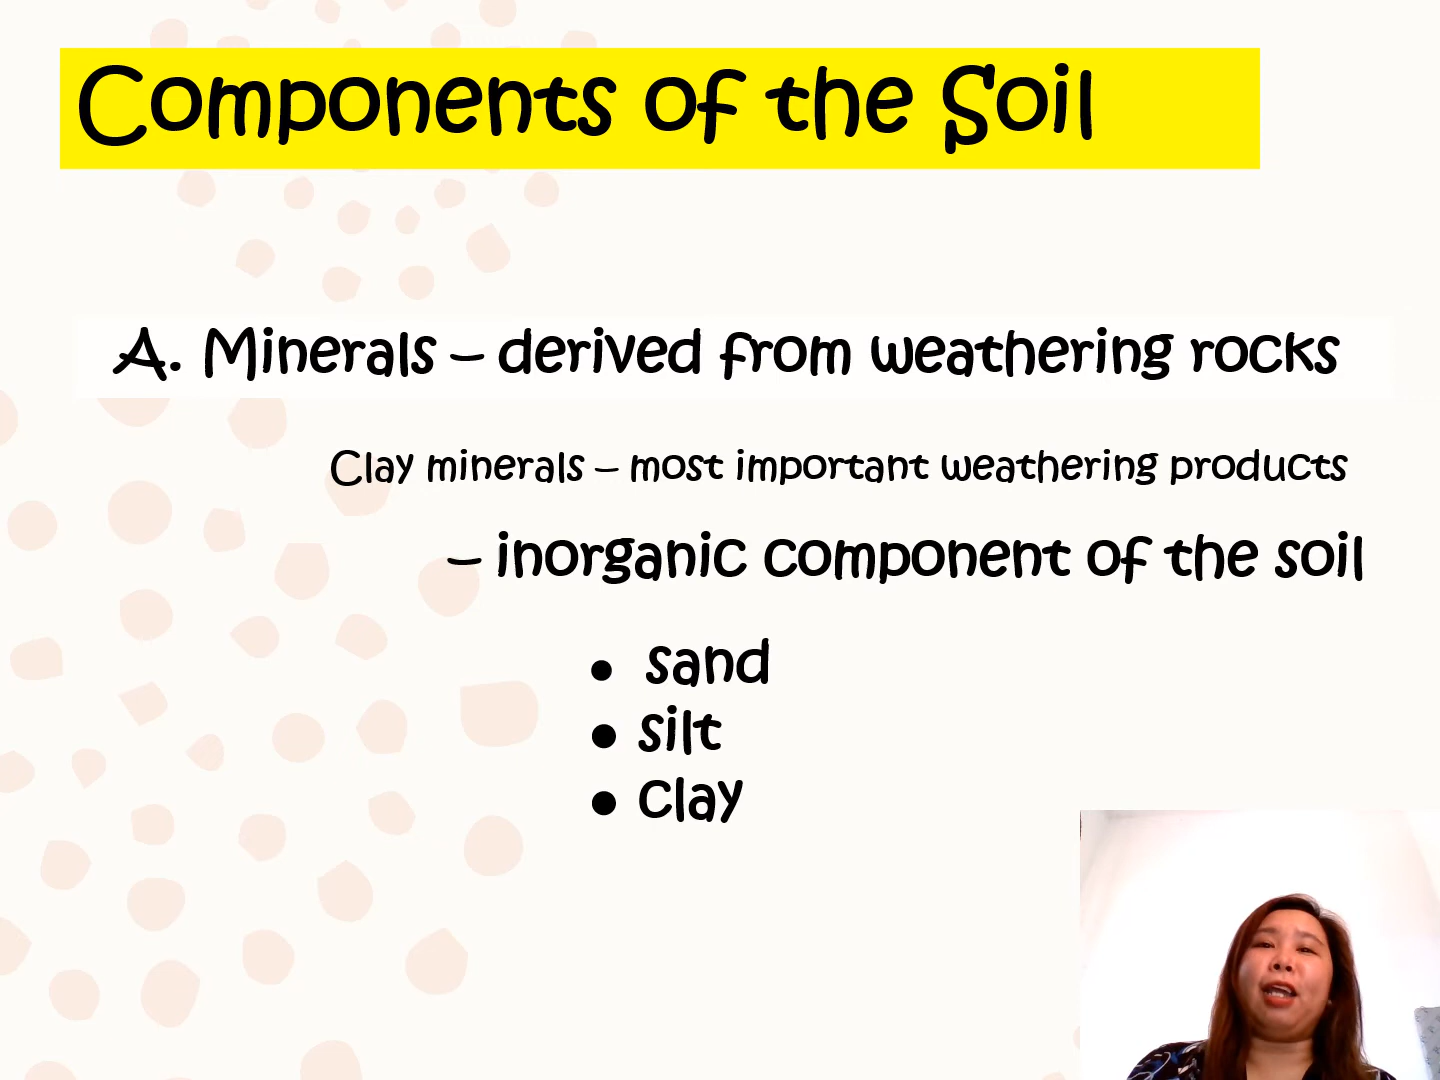 Components of the Soil
A. Minerals – derived from weathering rocks
Clay minerals – most important weathering products
– inorganic component of the soil
• sand
• silt
• clay